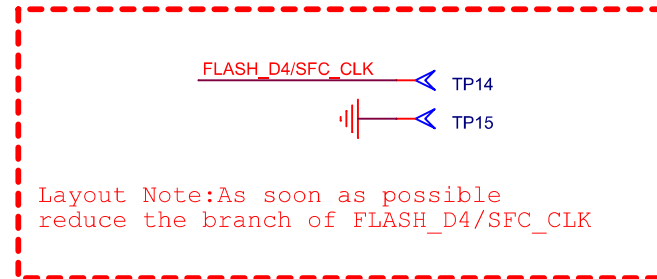 FLASH_D4/SFC_CLK
TP14
TP15
Layout Note:As soon as possible
reduce the branch of FLASH_D4/SFC_CLK